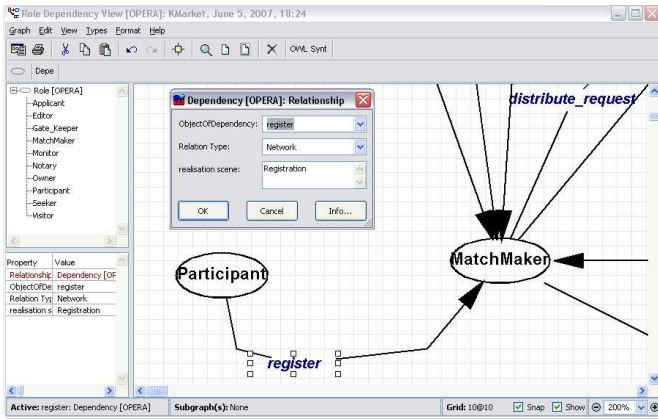 Role Dependency View [OPERA]: KMarket, June 5, 2007, 18:24
Graph Edit View Types Format Help
OWL Synt
Depe
Role [OPERA]
Applicant
Editor
Gate_Keeper
MatchMaker
Monitor
Notary
Owner
Participant
Seeker
Visitor
Property Value
Relationship Dependency [OP
ObjectOfDe register
Relation Typ Network
realisation s Registration
Dependency [OPERA]: Relationship
ObjectOfDependency: register
Relation Type: Network
realisation scene: Registration
OK Cancel Info...
distribute_request
MatchMaker
Participant
register
Active: register: Dependency [OPERA] Subgraph(s): None Grid: 10@10 Snap Show 200%